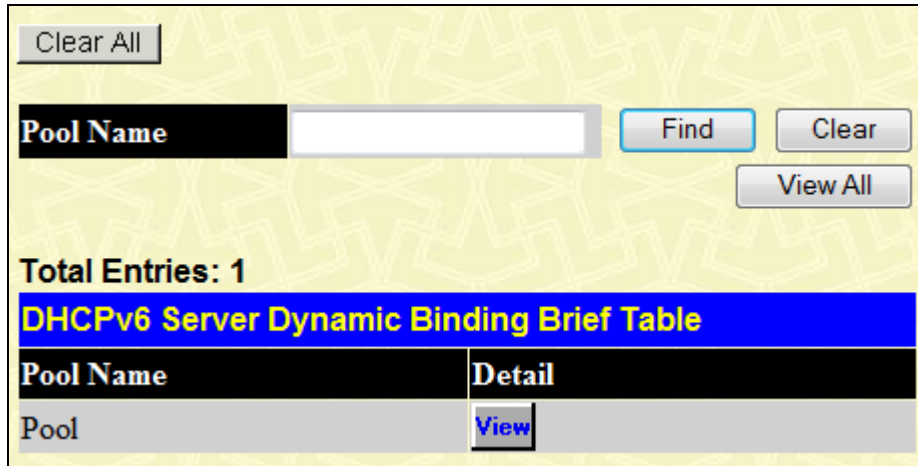 Clear All
Pool Name Find Clear
View All
Total Entries: 1
DHCPv6 Server Dynamic Binding Brief Table
Pool Name Detail
Pool View